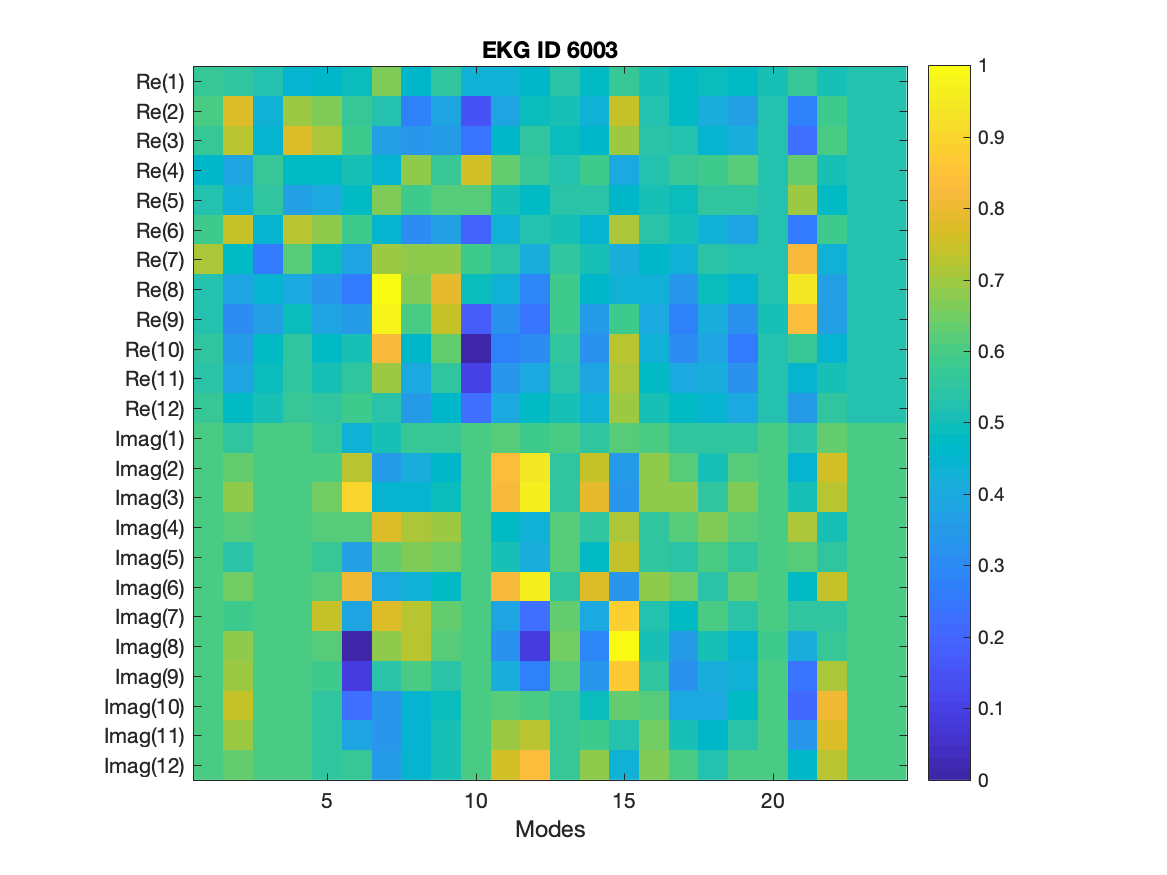 EKG ID 6003
Re(1)
Re(2)
Re(3)
Re(4)
Re(5)
Re(6)
Re(7)
Re(8)
Re(9)
Re(10)
Re(11)
Re(12)
Imag(1)
Imag(2)
Imag(3)
Imag(4)
Imag(5)
Imag(6)
Imag(7)
Imag(8)
Imag(9)
Imag(10)
Imag(11)
Imag(12)
5 10 15 20
Modes
1
0.9
0.8
0.7
0.6
0.5
0.4
0.3
0.2
0.1
0